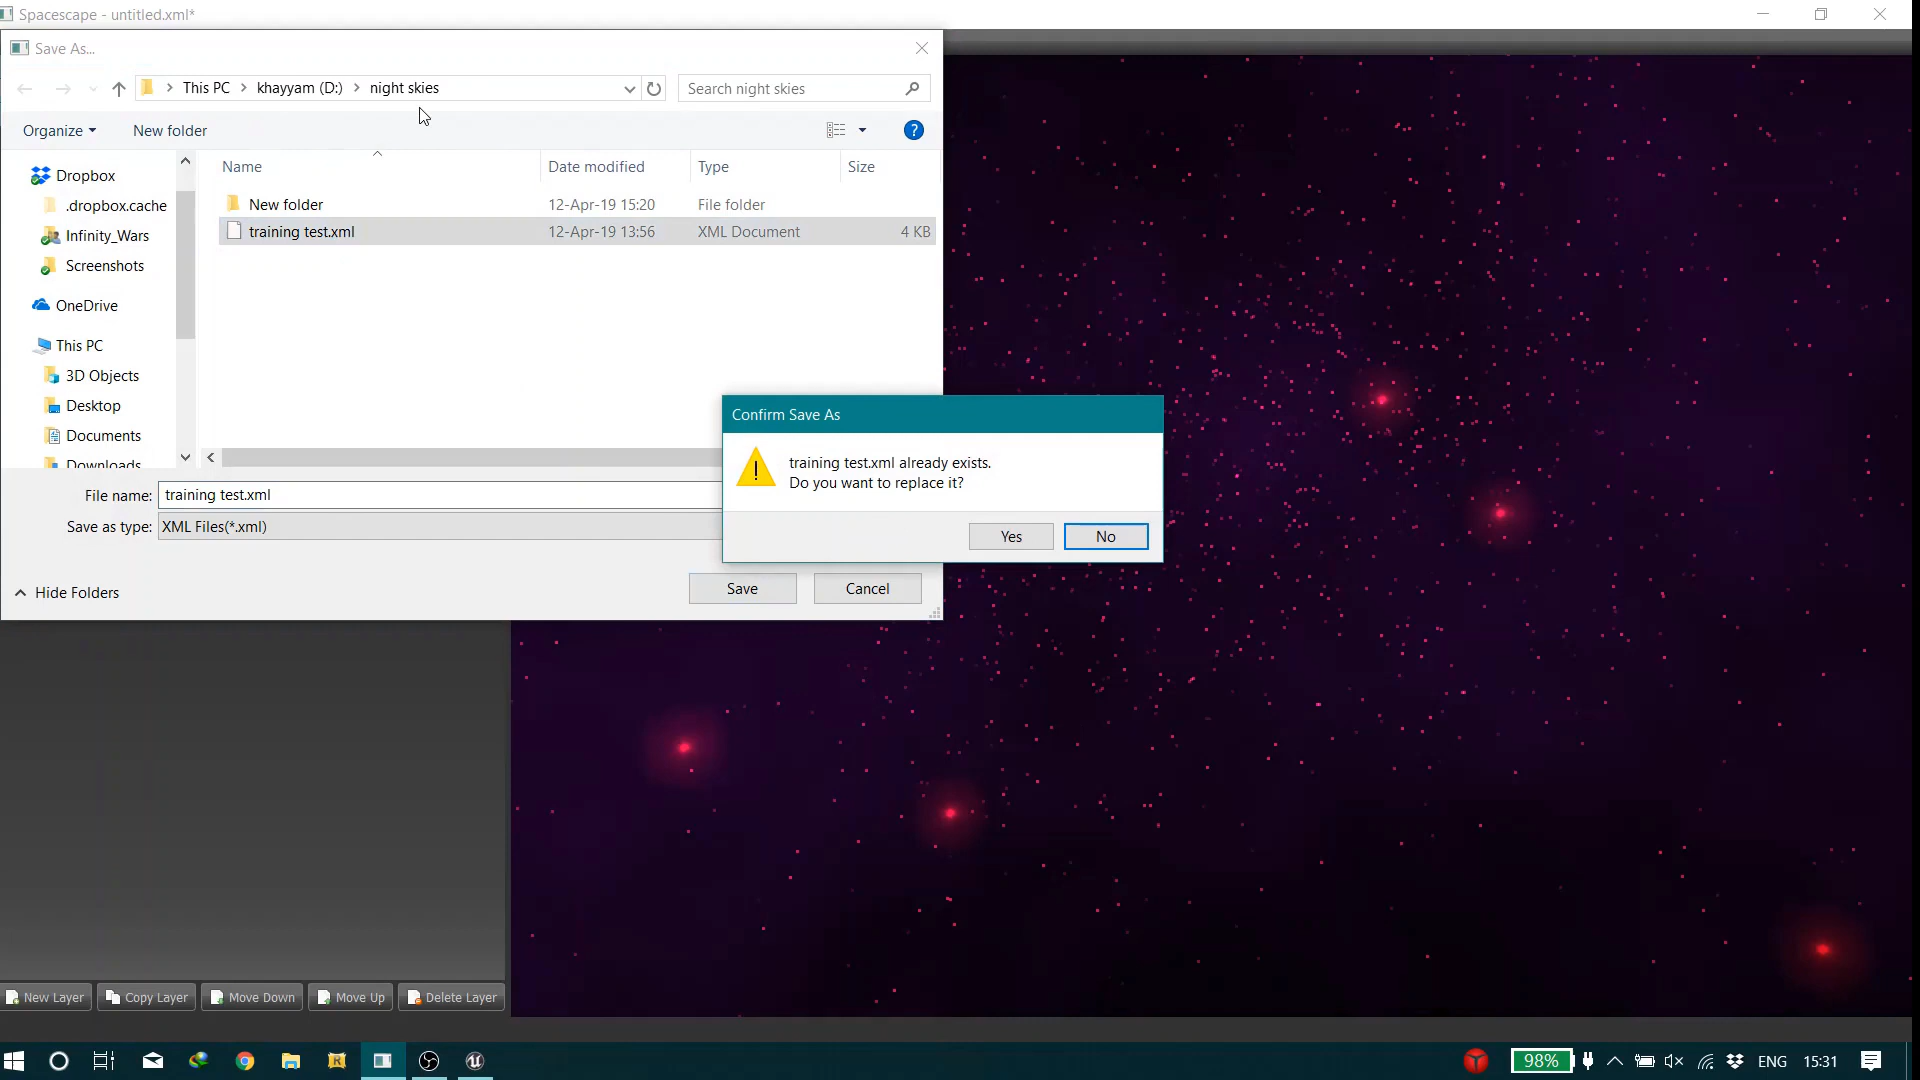 Spacescape - untitled.xml*
Save As...
This PC
khayyam (D:)
night skies
Search night skies
Organize
New folder
?
Name
Date modified
Type
Size
Dropbox
.dropbox.cache
Infinity_Wars
Screenshots
OneDrive
This PC
3D Objects
Desktop
Documents
Downloads
New folder 12-Apr-19 15:20 File folder
training test.xml 12-Apr-19 13:56 XML Document 4 KB
Confirm Save As
training test.xml already exists.
Do you want to replace it?
Yes
No
File name: training test.xml
Save as type: XML Files(*.xml)
Hide Folders
Save
Cancel
New Layer
Copy Layer
Move Down
Move Up
Delete Layer
98%
ENG
15:31